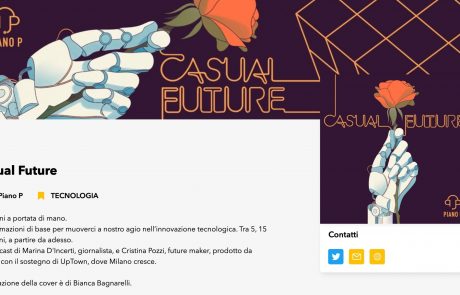 PIANO P
CASUAL
FUTURE
CASUAL FUTURE
PIANO P
ual Future
Piano P TECNOLOGIA
ni a portata di mano.
mazioni di base per muoverci a nostro agio nell'innovazione tecnologica. Tra 5, 15
ni, a partire da adesso.
cast di Marina D'Incerti, giornalista, e Cristina Pozzi, future maker, prodotto da
con il sostegno di UpTown, dove Milano cresce.
azione della cover è di Bianca Bagnarelli.
Contatti